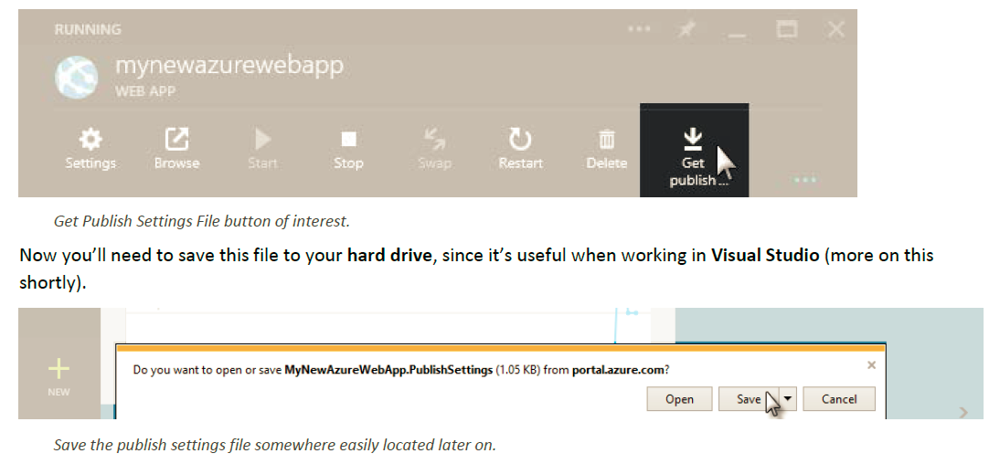 RUNNING
mynewazurewebapp
WEB APP
Settings Browse Start Stop Swap Restart Delete Get publish ...
Get Publish Settings File button of interest.
Now you’ll need to save this file to your hard drive, since it’s useful when working in Visual Studio (more on this
shortly).
NEW
Do you want to open or save MyNewAzureWebApp.PublishSettings (1.05 KB) from portal.azure.com?
Open Save Cancel
Save the publish settings file somewhere easily located later on.